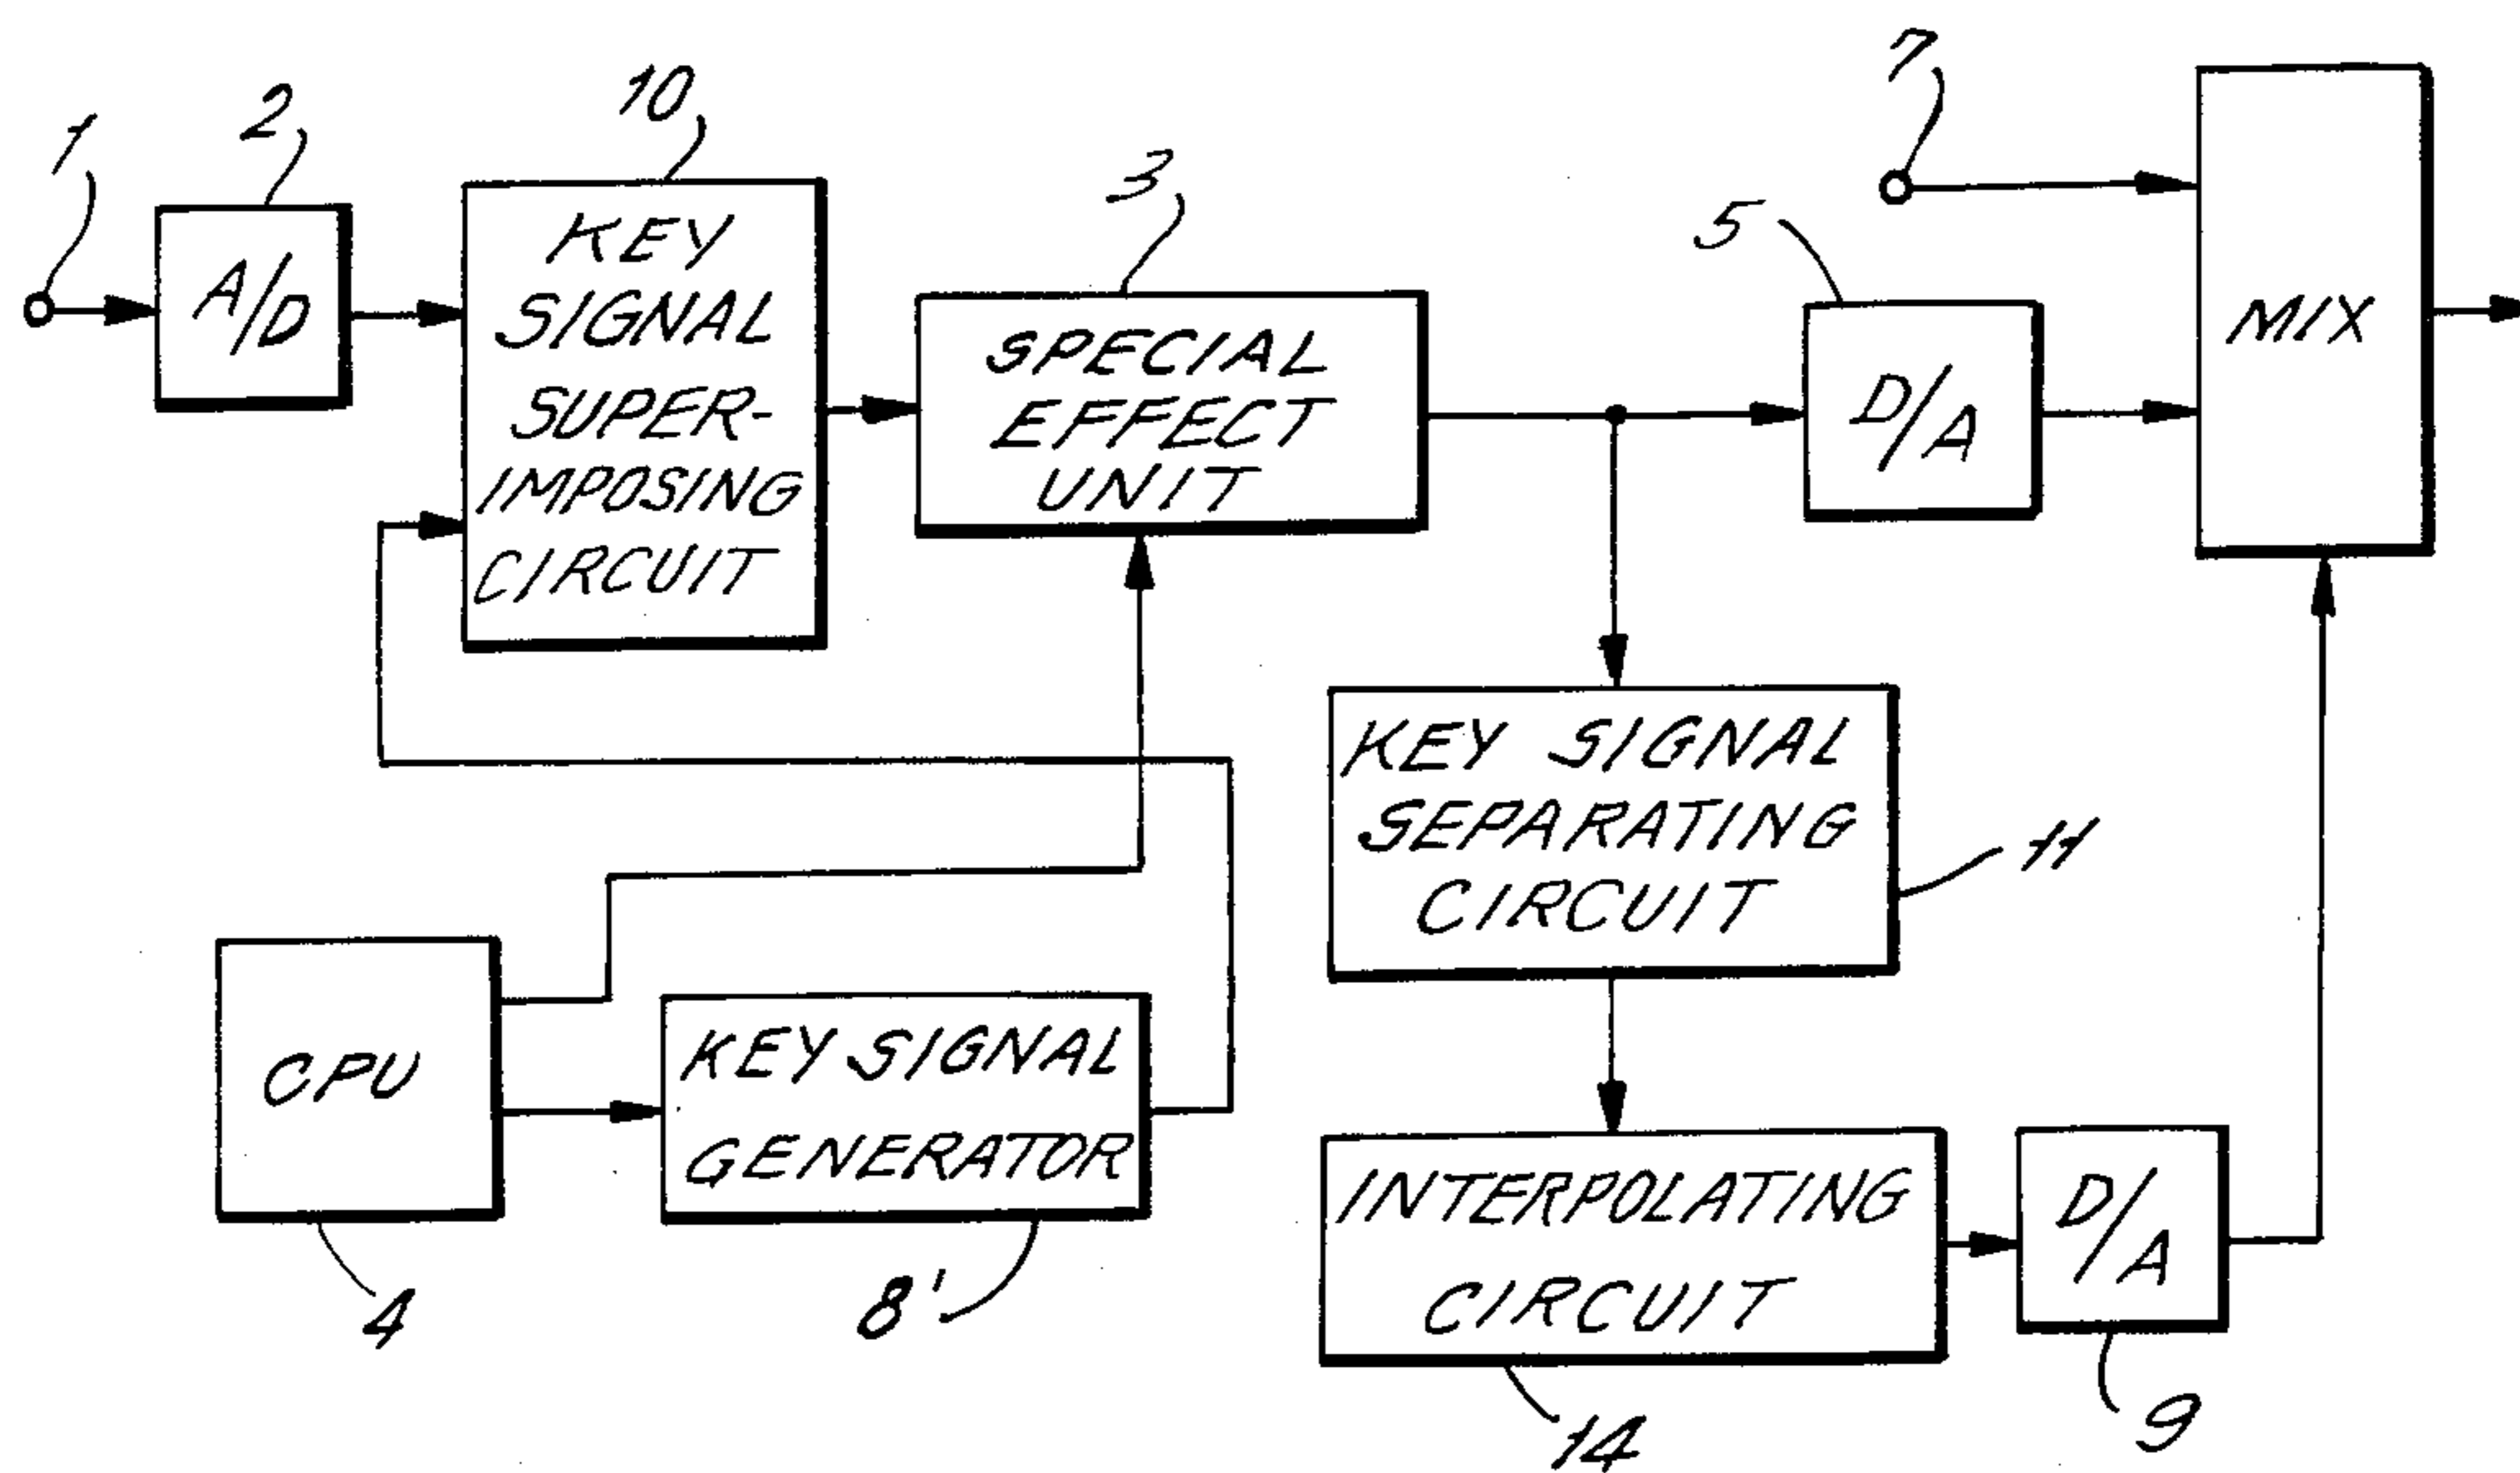 1
2
A/D
10
KEY
SIGNAL
SUPER-
IMPOSING
CIRCUIT
3
SPECIAL
EFFECT
UNIT
5
D/A
7
MIX
KEY SIGNAL
SEPARATING
CIRCUIT
11
CPU
4
KEY SIGNAL
GENERATOR
8'
INTERPOLATING
CIRCUIT
14
D/A
9